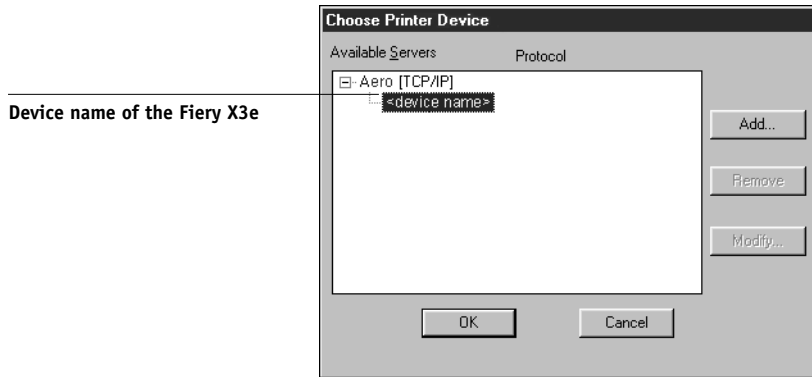 Choose Printer Device
Available Servers Protocol
Aero [TCP/IP]
<device name>
Device name of the Fiery X3e
Add...
Remove
Modify...
OK Cancel